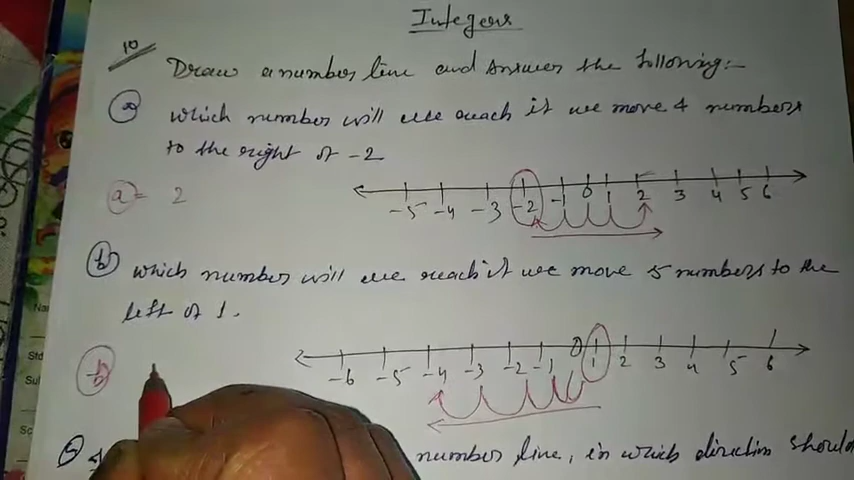 Integers
10
Draw a number line and Answer the following:-
(a) which number will we reach if we move 4 numbers
to the right of -2
(a) = 2
-5 -4 -3 -2 -1 0 1 2 3 4 5 6
(b) which number will we reach if we move 5 numbers to the
left of 1.
(b)
-6 -5 -4 -3 -2 -1 0 1 2 3 4 5 6
number line, in which direction should